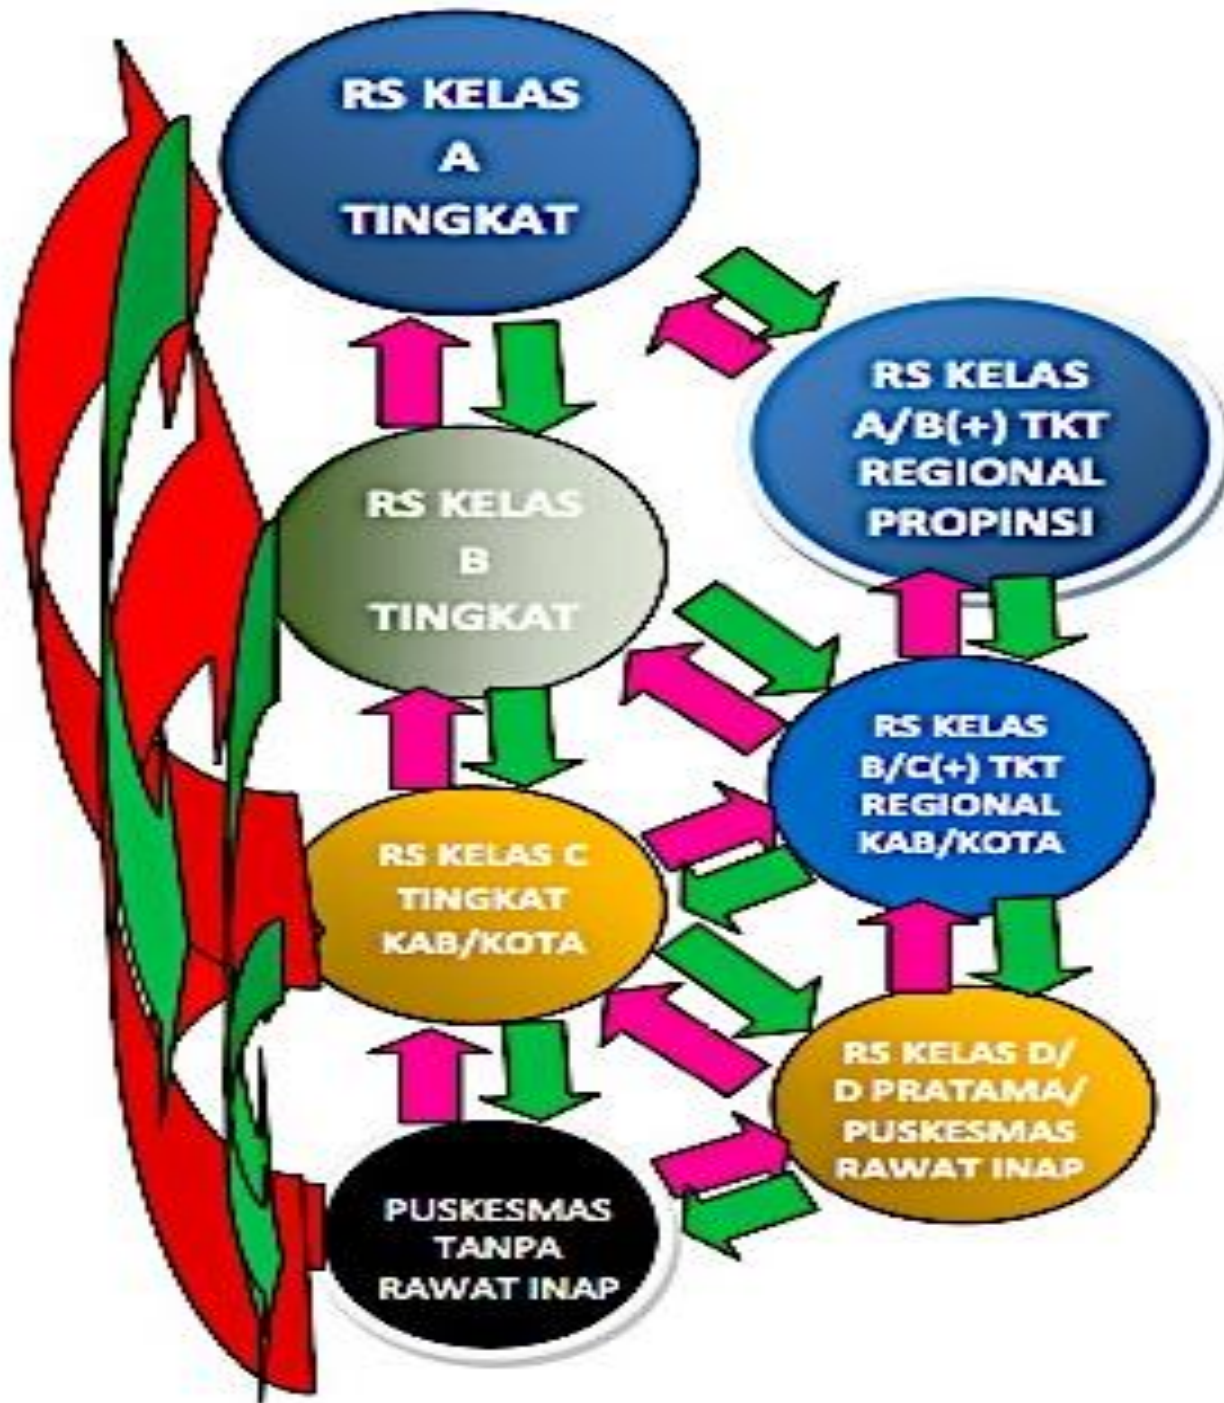 RS KELAS
A
TINGKAT
RS KELAS
A/B(+) TKT
REGIONAL
PROPINSI
RS KELAS
B
TINGKAT
RS KELAS
B/C(+) TKT
REGIONAL
KAB/KOTA
RS KELAS C
TINGKAT
KAB/KOTA
RS KELAS D/
D PRATAMA/
PUSKESMAS
RAWAT INAP
PUSKESMAS
TANPA
RAWAT INAP